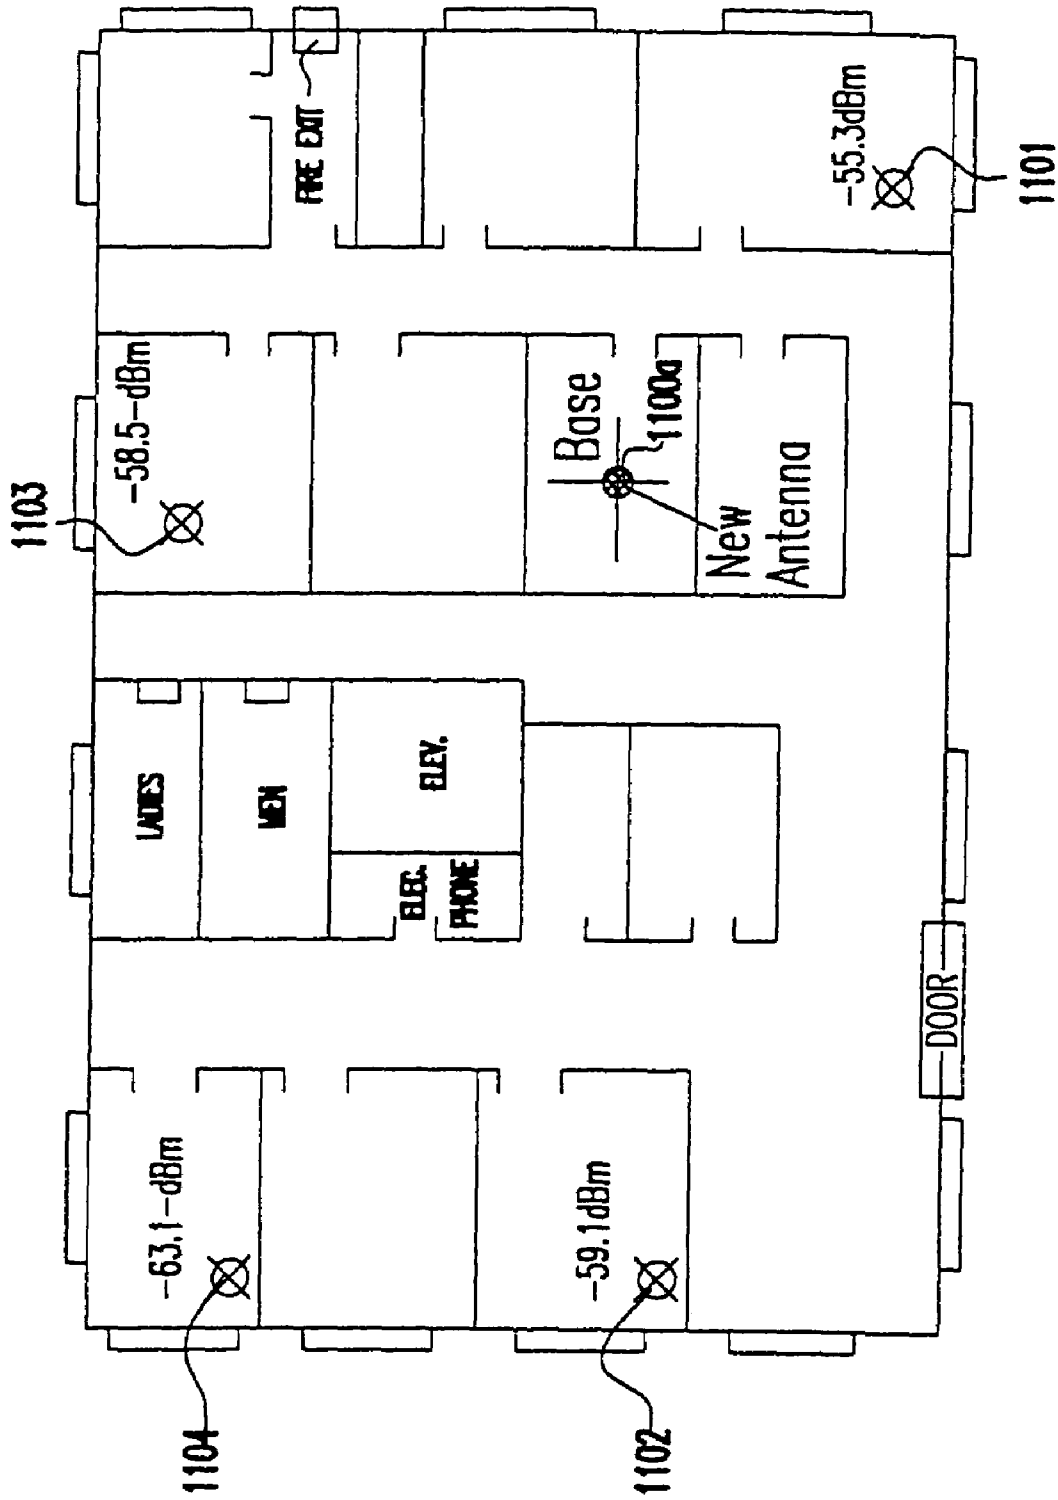 1103
-58.5-dBm
FIRE EXIT
-55.3dBm
1101
Base
1100a
New
Antenna
LADIES
MEN
ELEV.
ELEC.
PHONE
DOOR
-63.1-dBm
1104
-59.1dBm
1102